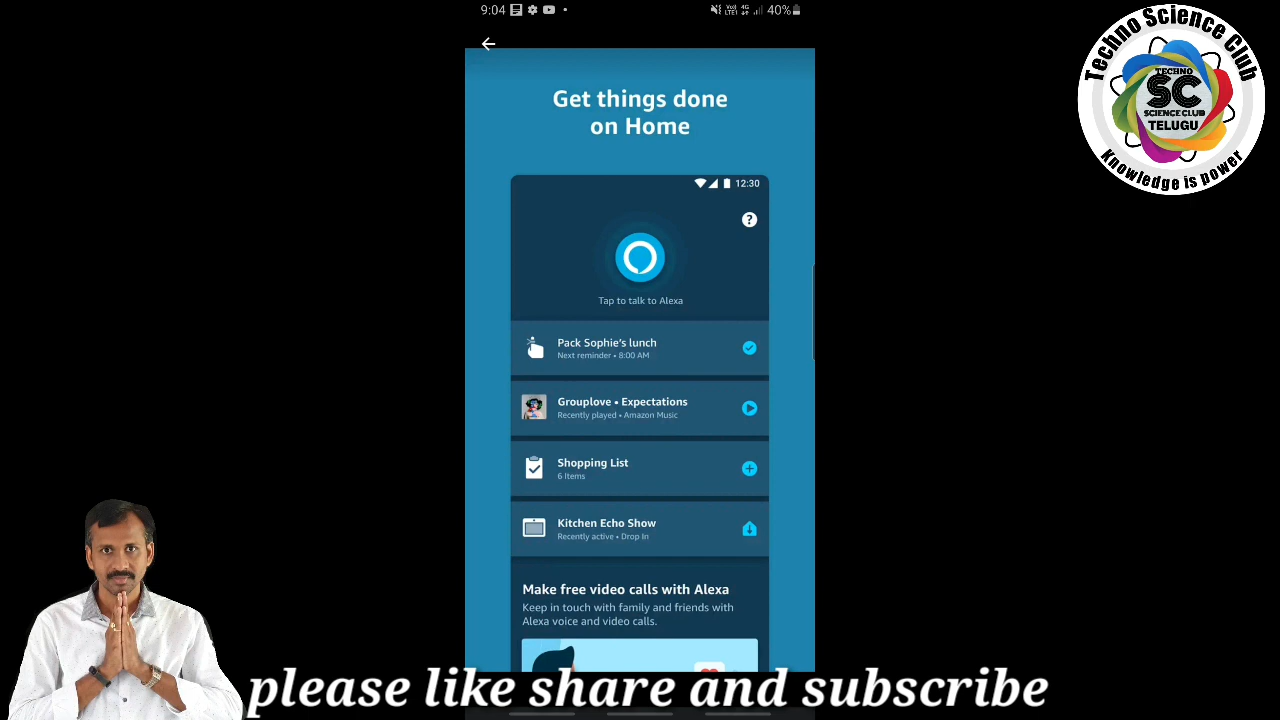 9:04
Vo))
LTE1
4G
40%
Techno Science Club
TECHNO
SC
SCIENCE CLUB
TELUGU
Knowledge is power
Get things done
on Home
12:30
?
Tap to talk to Alexa
Pack Sophie's lunch
Next reminder • 8:00 AM
Grouplove • Expectations
Recently played • Amazon Music
Shopping List
6 Items
Kitchen Echo Show
Recently active • Drop In
Make free video calls with Alexa
Keep in touch with family and friends with
Alexa voice and video calls.
please like share and subscribe